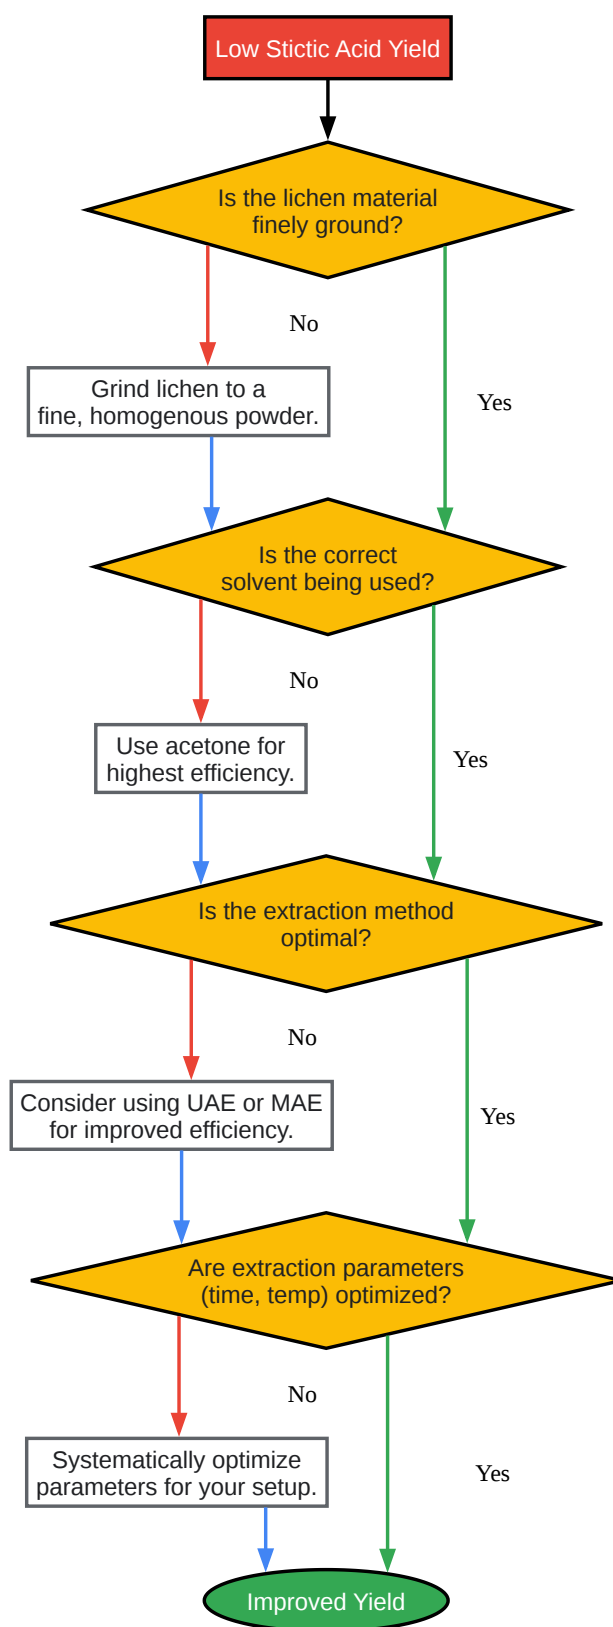 Low Stictic Acid Yield
Is the lichen material
finely ground?
No
Grind lichen to a
fine, homogenous powder.
Yes
Is the correct
solvent being used?
No
Use acetone for
highest efficiency.
Yes
Is the extraction method
optimal?
No
Consider using UAE or MAE
for improved efficiency.
Yes
Are extraction parameters
(time, temp) optimized?
No
Systematically optimize
parameters for your setup.
Yes
Improved Yield